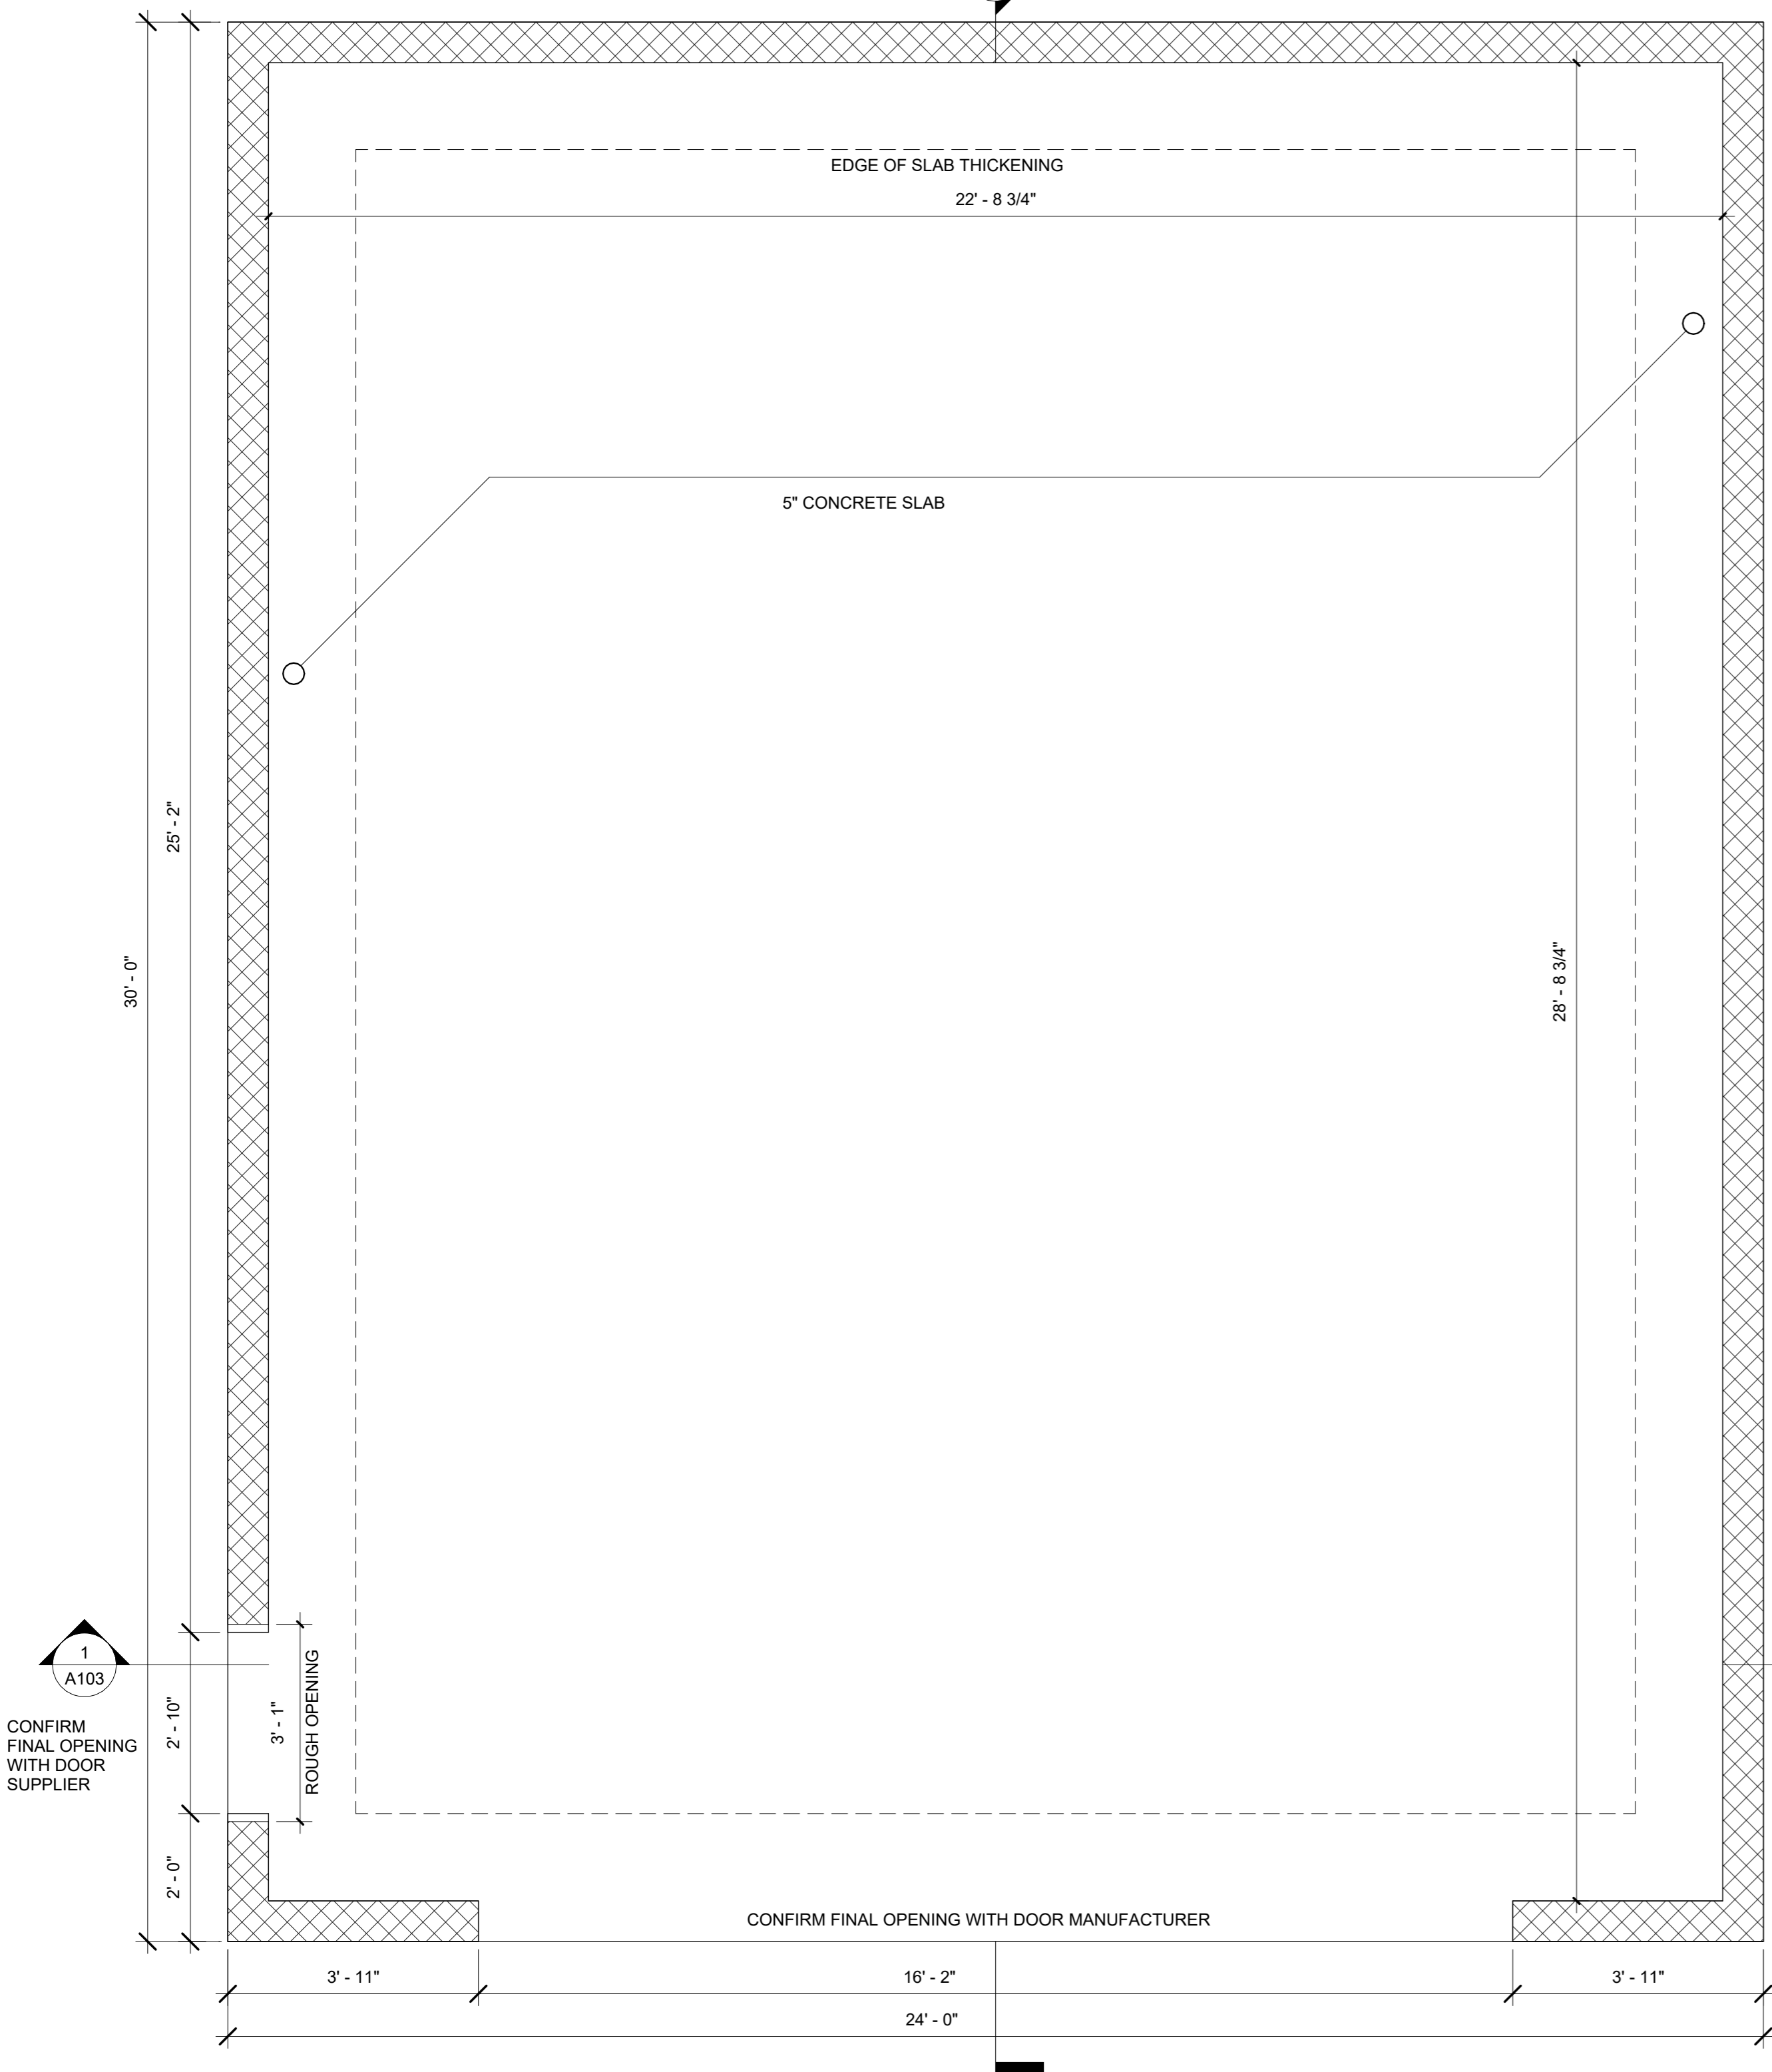 EDGE OF SLAB THICKENING
22' - 8 3/4"
5" CONCRETE SLAB
25' - 2"
30' - 0"
28' - 8 3/4"
1
A103
CONFIRM
FINAL OPENING
WITH DOOR
SUPPLIER
2' - 10"
3' - 1"
ROUGH OPENING
2' - 0"
CONFIRM FINAL OPENING WITH DOOR MANUFACTURER
3' - 11"
16' - 2"
3' - 11"
24' - 0"